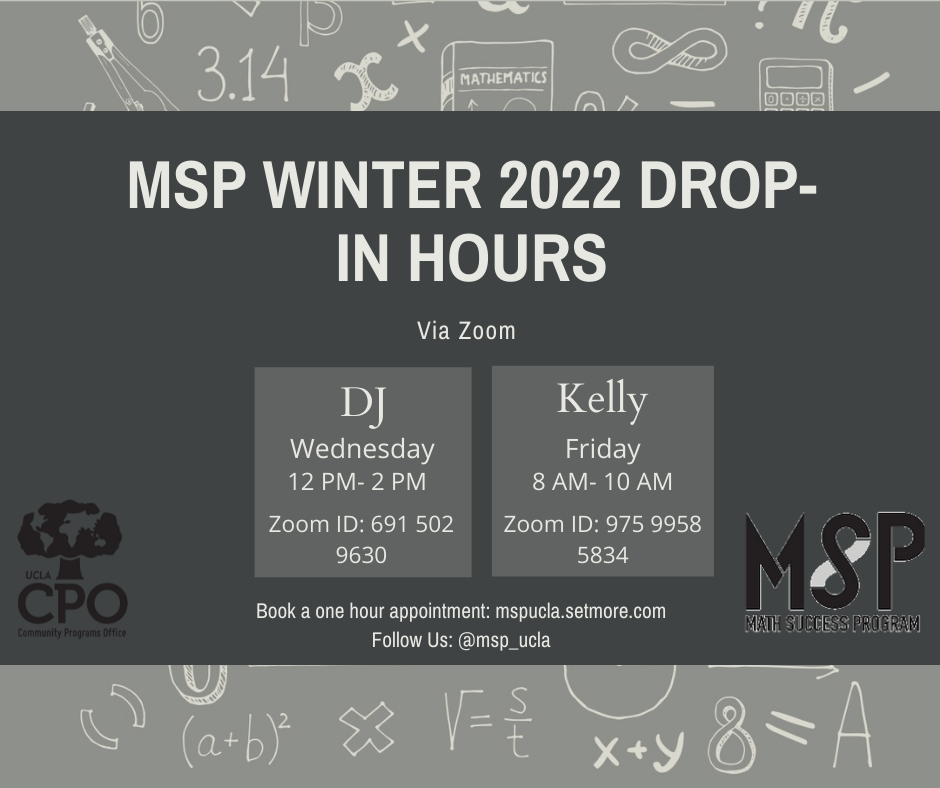 3.14
x
MATHEMATICS
MSP WINTER 2022 DROP-
IN HOURS
Via Zoom
DJ
Wednesday
12 PM- 2 PM
Zoom ID: 691 502
9630
Kelly
Friday
8 AM- 10 AM
Zoom ID: 975 9958
5834
UCLA
CPO
Community Programs Office
MSP
MATH SUCCESS PROGRAM
Book a one hour appointment: mspucla.setmore.com
Follow Us: @msp_ucla
(a+b)²
V=s/t
x+y
8=A